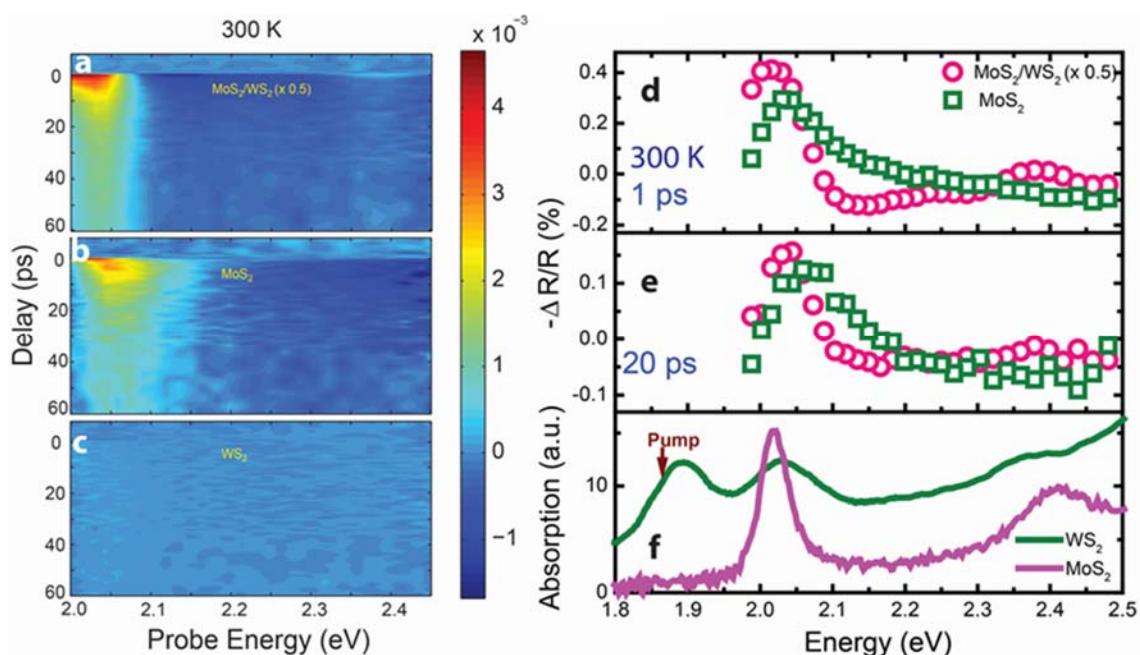 300 K
x 10⁻³
a
MoS₂/WS₂ (x 0.5)
0
20
40
60
b
MoS₂
0
20
40
60
c
WS₂
0
20
40
60
Delay (ps)
2.0 2.1 2.2 2.3 2.4
Probe Energy (eV)
4
3
2
1
0
−1
d
300 K
1 ps
MoS₂/WS₂ (x 0.5)
MoS₂
0.4
0.2
0.0
-0.2
e
20 ps
0.1
0.0
-0.1
-Δ R/R (%)
Pump
f
WS₂
MoS₂
10
0
Absorption (a.u.)
1.8 1.9 2.0 2.1 2.2 2.3 2.4 2.5
Energy (eV)